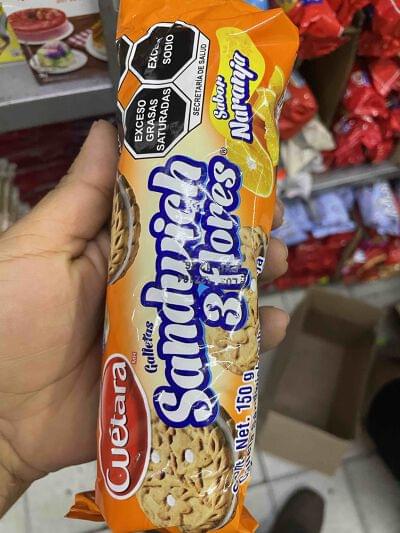 EXCESO
SODIO
EXCESO
GRASAS
SATURADAS
SECRETARÍA DE SALUD
Sabor
Naranja
Galletas
Sandwich
3 Flores®
Cuétara
Cont. Net. 150 g